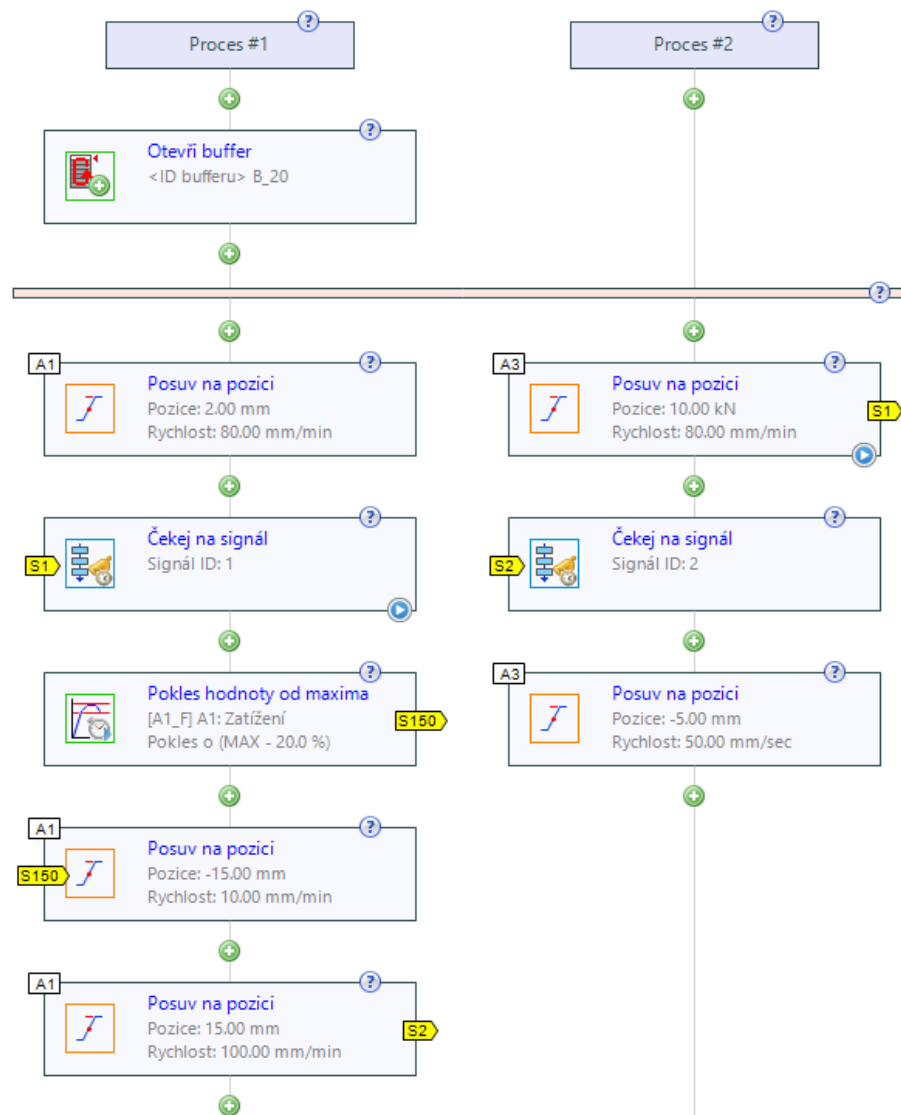 Proces #1
?
Proces #2
?
?
Otevři buffer
<ID bufferu> B_20
?
A1
?
Posuv na pozici
Pozice: 2.00 mm
Rychlost: 80.00 mm/min
A3
?
Posuv na pozici
Pozice: 10.00 kN
Rychlost: 80.00 mm/min
S1
?
S1
Čekej na signál
Signál ID: 1
?
S2
Čekej na signál
Signál ID: 2
?
Pokles hodnoty od maxima
[A1_F] A1: Zatížení
Pokles o (MAX - 20.0 %)
S150
A3
?
Posuv na pozici
Pozice: -5.00 mm
Rychlost: 50.00 mm/sec
A1
?
S150
Posuv na pozici
Pozice: -15.00 mm
Rychlost: 10.00 mm/min
A1
?
Posuv na pozici
Pozice: 15.00 mm
Rychlost: 100.00 mm/min
S2